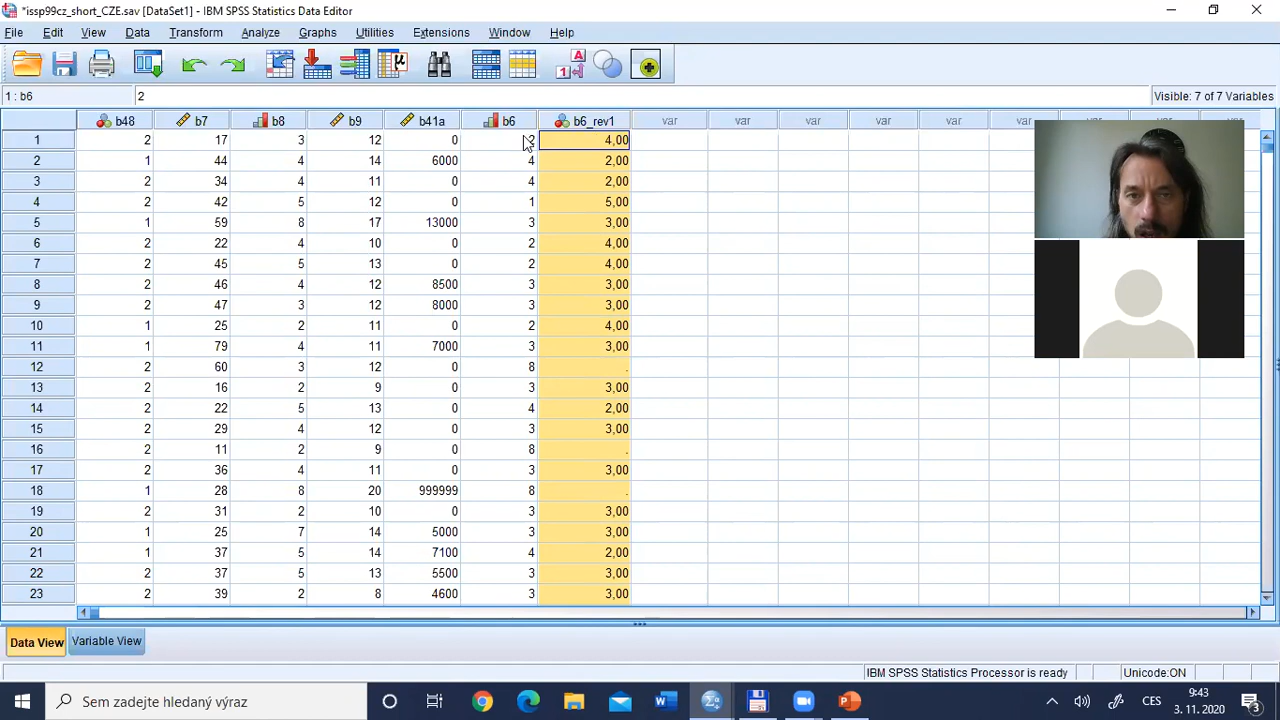 *issp99cz_short_CZE.sav [DataSet1] - IBM SPSS Statistics Data Editor
File Edit View Data Transform Analyze Graphs Utilities Extensions Window Help
1 : b6 2 Visible: 7 of 7 Variables
b48 b7 b8 b9 b41a b6 b6_rev1 var var var var var var var var
1 2 17 3 12 0 2 4,00
2 1 44 4 14 6000 4 2,00
3 2 34 4 11 0 4 2,00
4 2 42 5 12 0 1 5,00
5 1 59 8 17 13000 3 3,00
6 2 22 4 10 0 2 4,00
7 2 45 5 13 0 2 4,00
8 2 46 4 12 8500 3 3,00
9 2 47 3 12 8000 3 3,00
10 1 25 2 11 0 2 4,00
11 1 79 4 11 7000 3 3,00
12 2 60 3 12 0 8 .
13 2 16 2 9 0 3 3,00
14 2 22 5 13 0 4 2,00
15 2 29 4 12 0 3 3,00
16 2 11 2 9 0 8 .
17 2 36 4 11 0 3 3,00
18 1 28 8 20 999999 8 .
19 2 31 2 10 0 3 3,00
20 1 25 7 14 5000 3 3,00
21 1 37 5 14 7100 4 2,00
22 2 37 5 13 5500 3 3,00
23 2 39 2 8 4600 3 3,00
Data View Variable View
IBM SPSS Statistics Processor is ready Unicode:ON
Sem zadejte hledaný výraz CES 9:43
3. 11. 2020 3